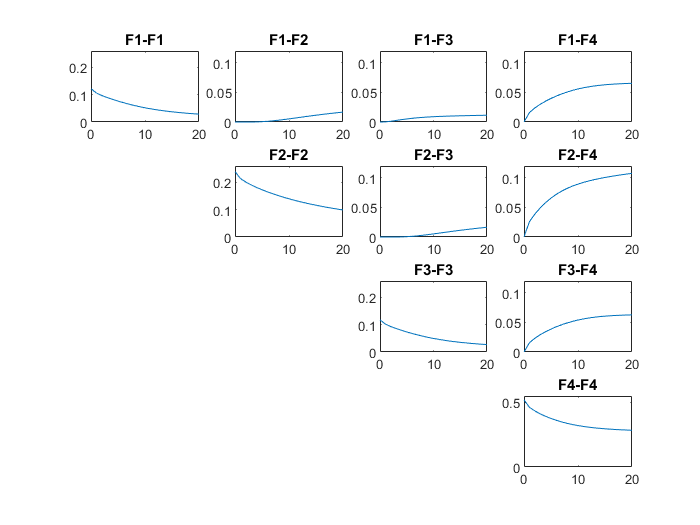 F1-F1 F1-F2 F1-F3 F1-F4
0.2 0.1 0.1 0.1
0.1 0.05 0.05 0.05
0 0 0 0
0 10 20 0 10 20 0 10 20 0 10 20
F2-F2 F2-F3 F2-F4
0.2 0.1 0.1
0.1 0.05 0.05
0 0 0
0 10 20 0 10 20 0 10 20
F3-F3 F3-F4
0.2 0.1
0.1 0.05
0 0
0 10 20 0 10 20
F4-F4
0.5
0
0 10 20